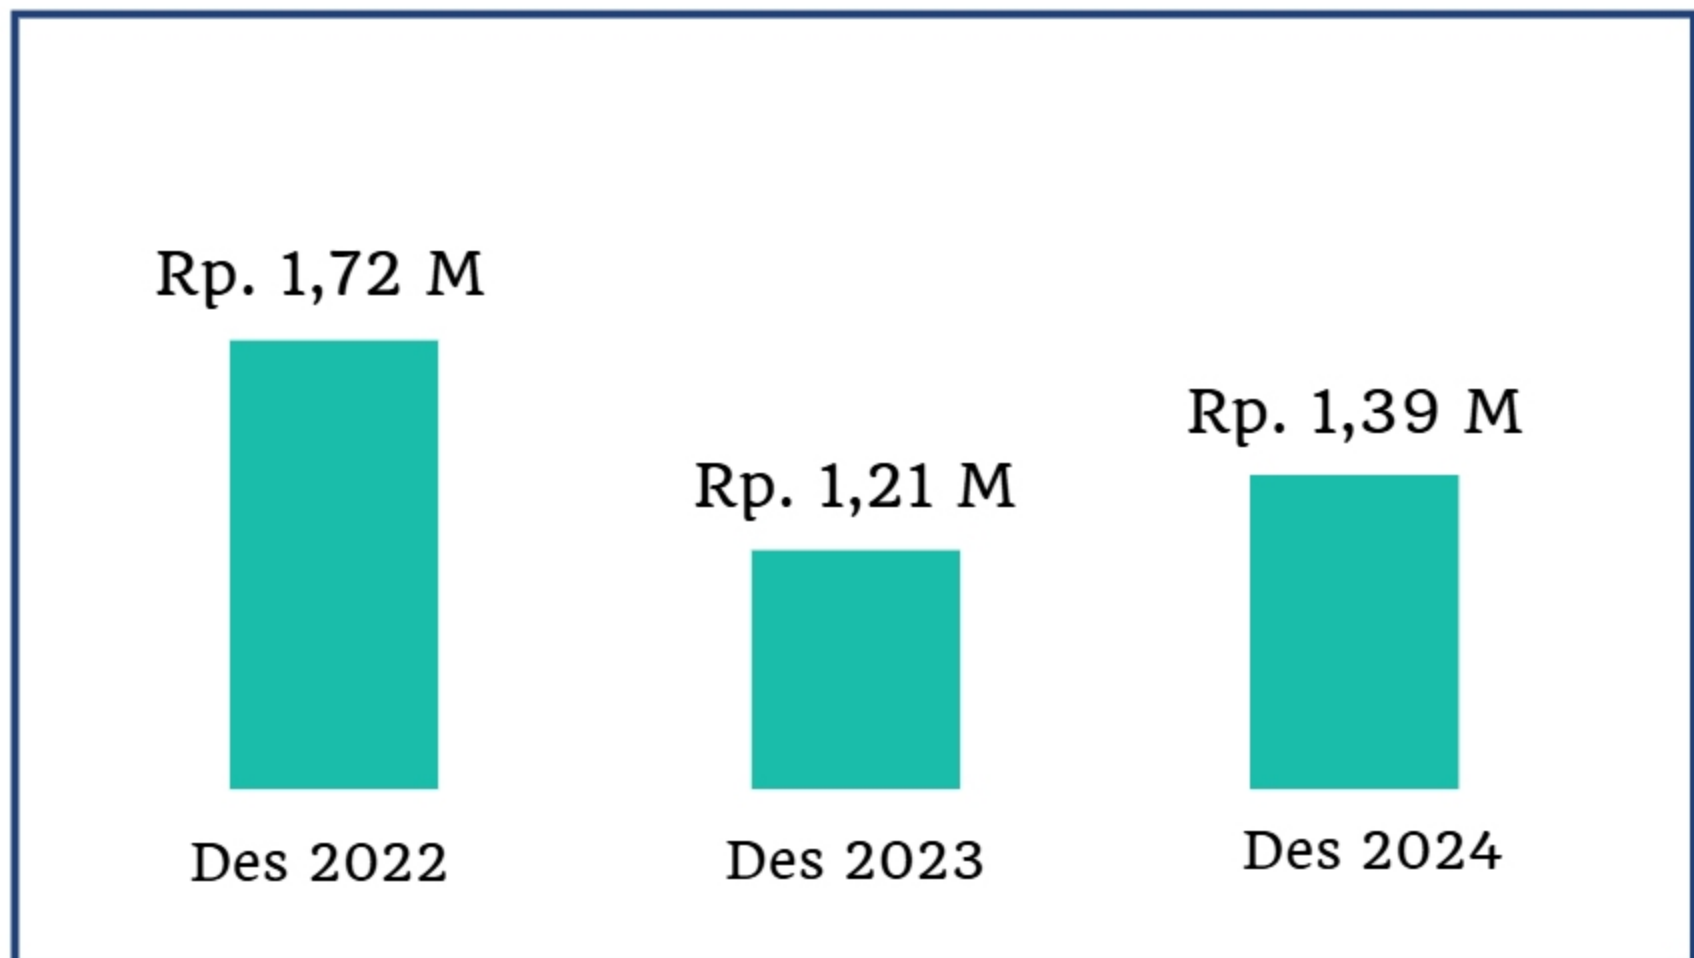 Rp. 1,72 M
Rp. 1,21 M
Rp. 1,39 M
Des 2022
Des 2023
Des 2024